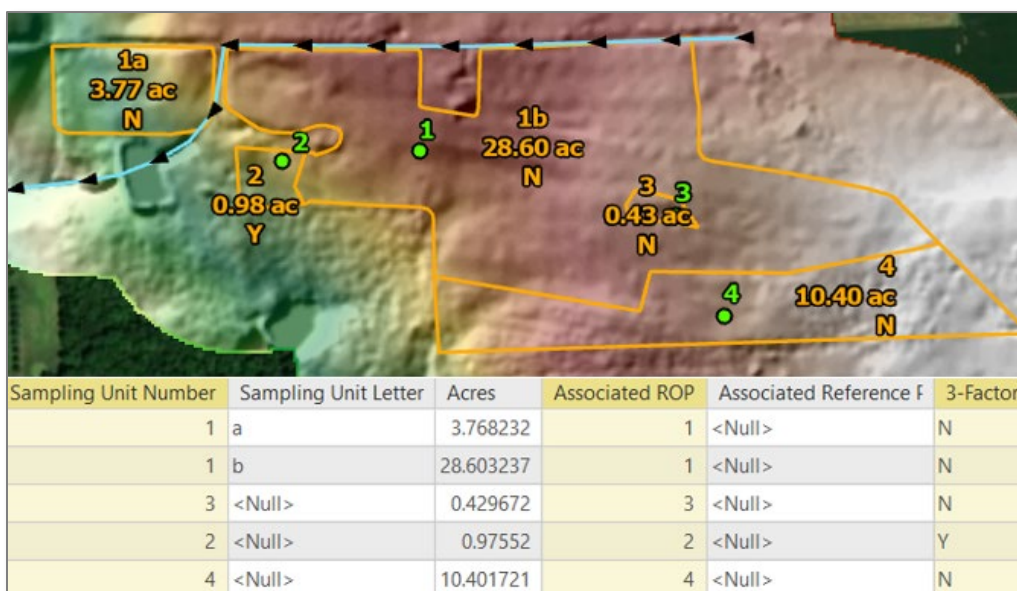 1a
3.77 ac
N
2
1
1b
28.60 ac
N
2
0.98 ac
Y
3
3
0.43 ac
N
4
4
10.40 ac
N
Sampling Unit Number Sampling Unit Letter Acres Associated ROP Associated Reference F 3-Factor
1 a 3.768232 1 <Null> N
1 b 28.603237 1 <Null> N
3 <Null> 0.429672 3 <Null> N
2 <Null> 0.97552 2 <Null> Y
4 <Null> 10.401721 4 <Null> N